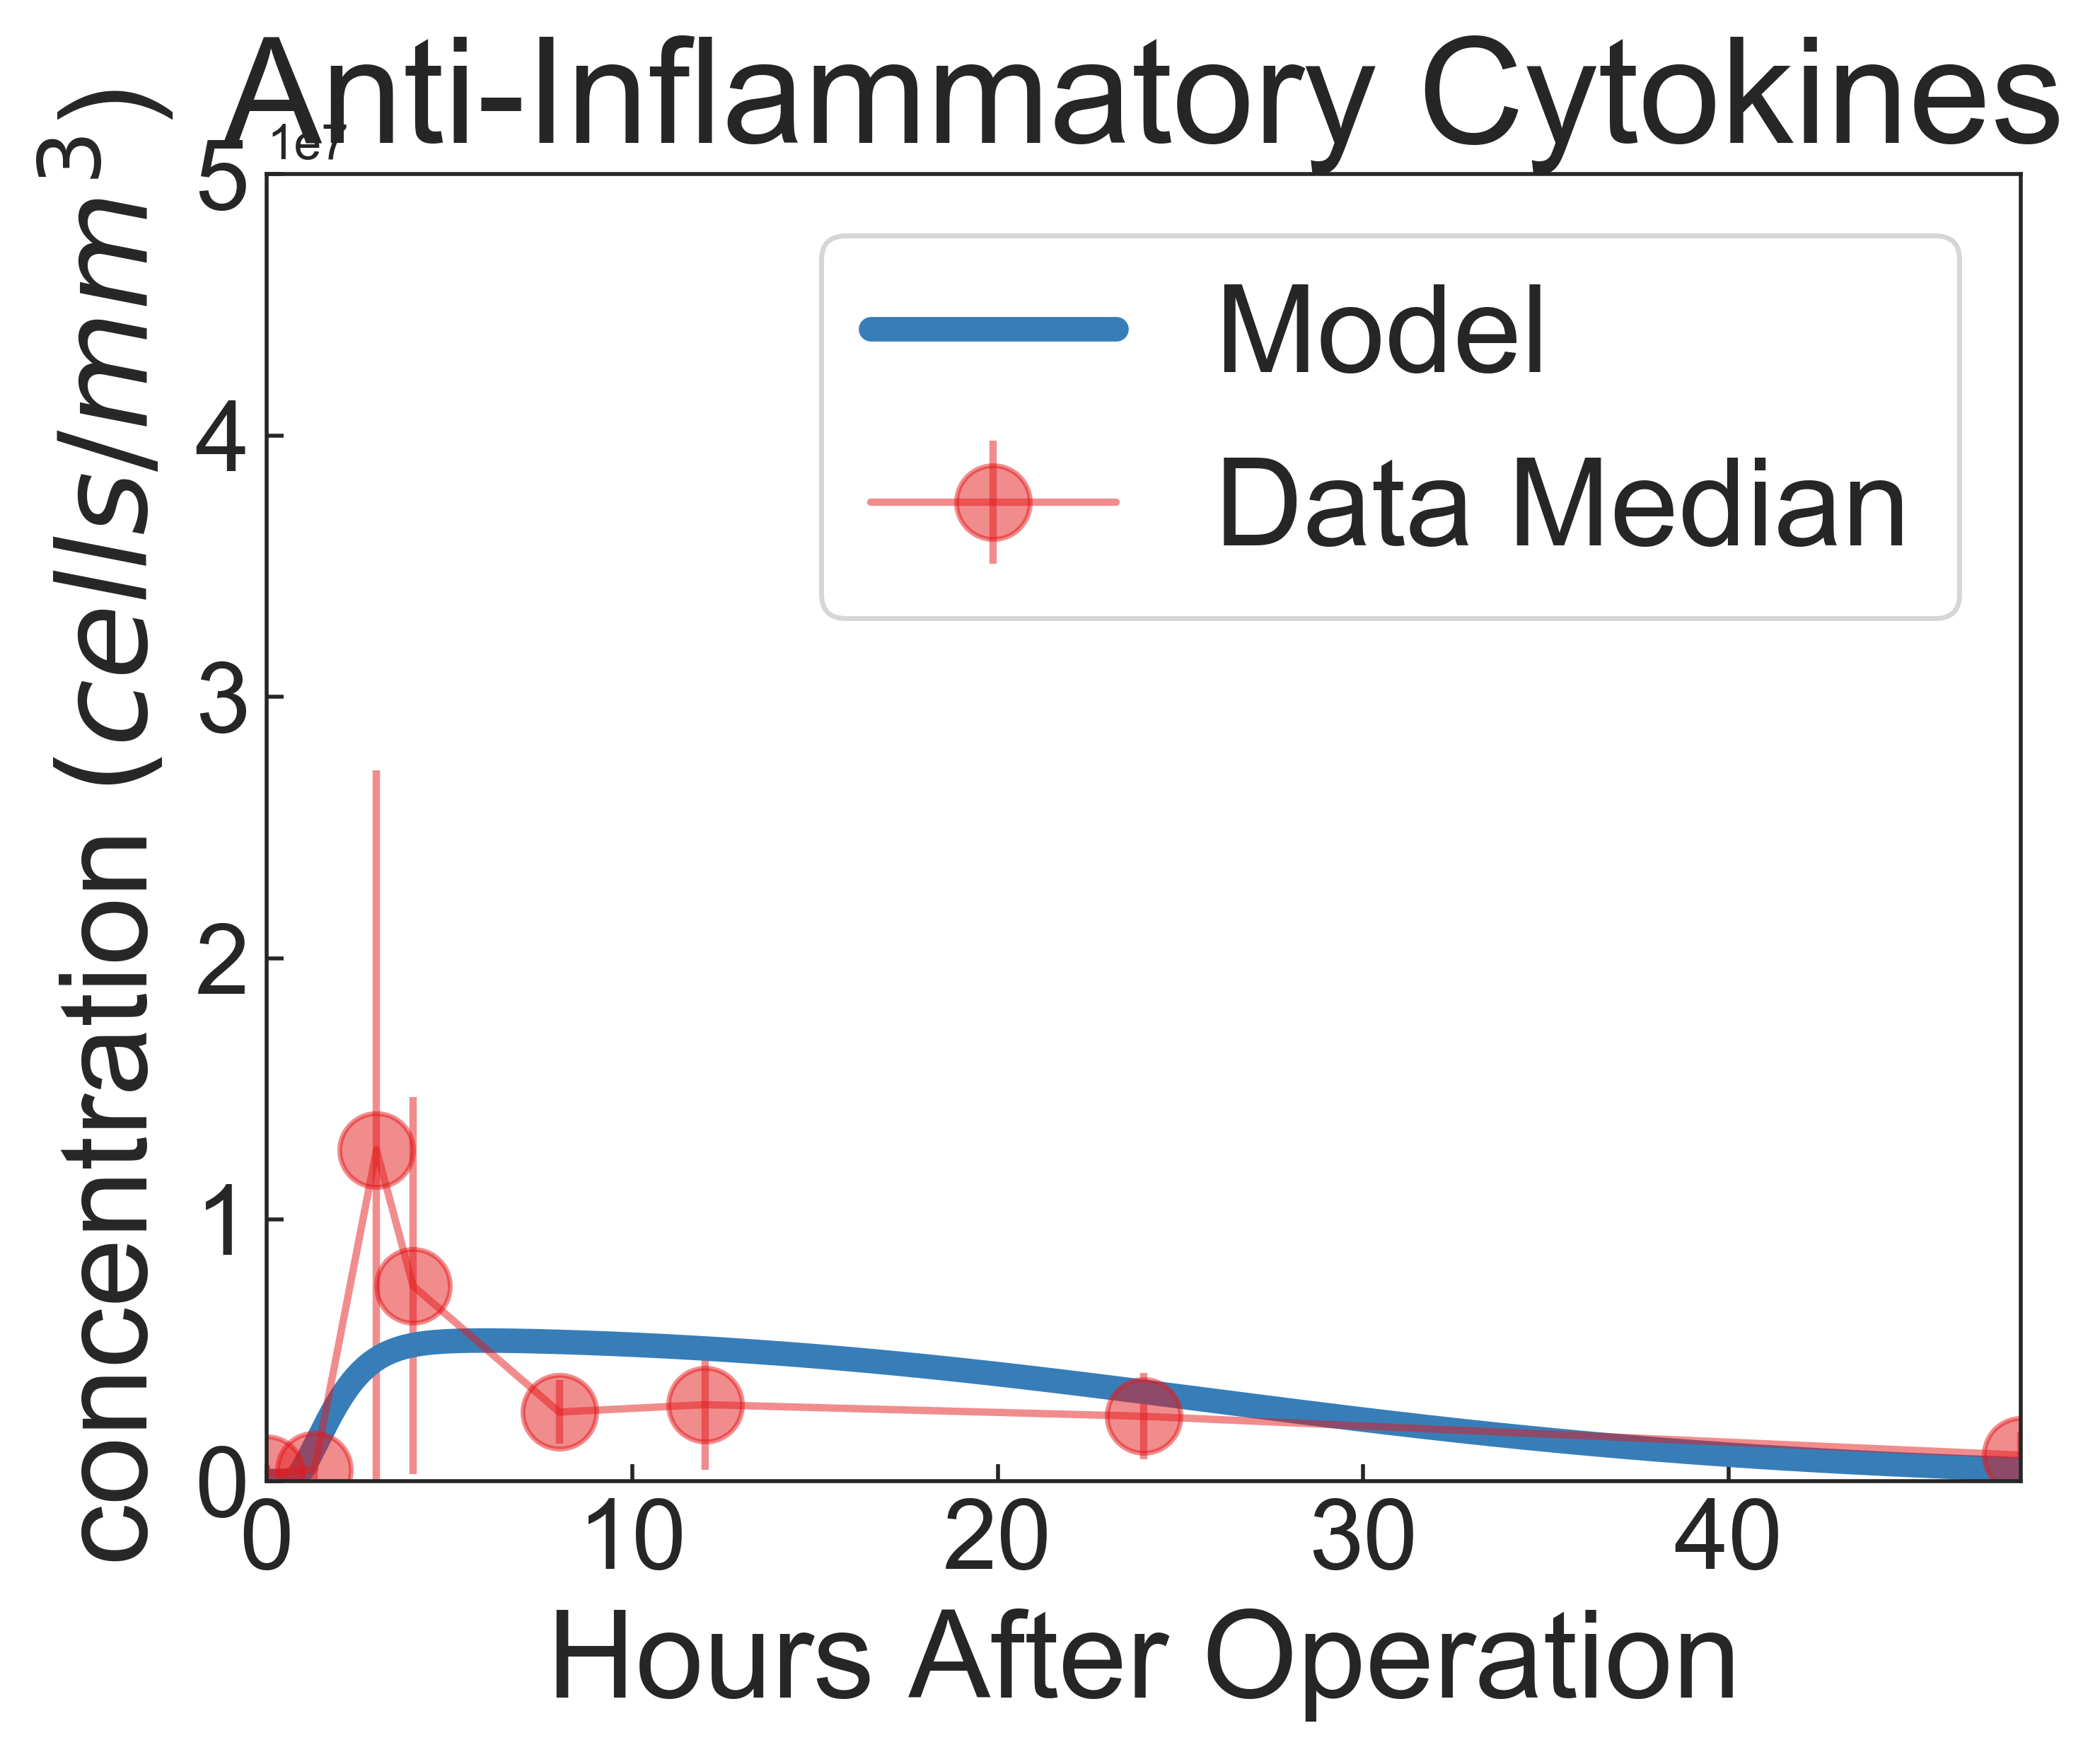 Anti-Inflammatory Cytokines
1e7
concentration (cells/mm³)
5
4
3
2
1
0
Model
Data Median
0 10 20 30 40
Hours After Operation